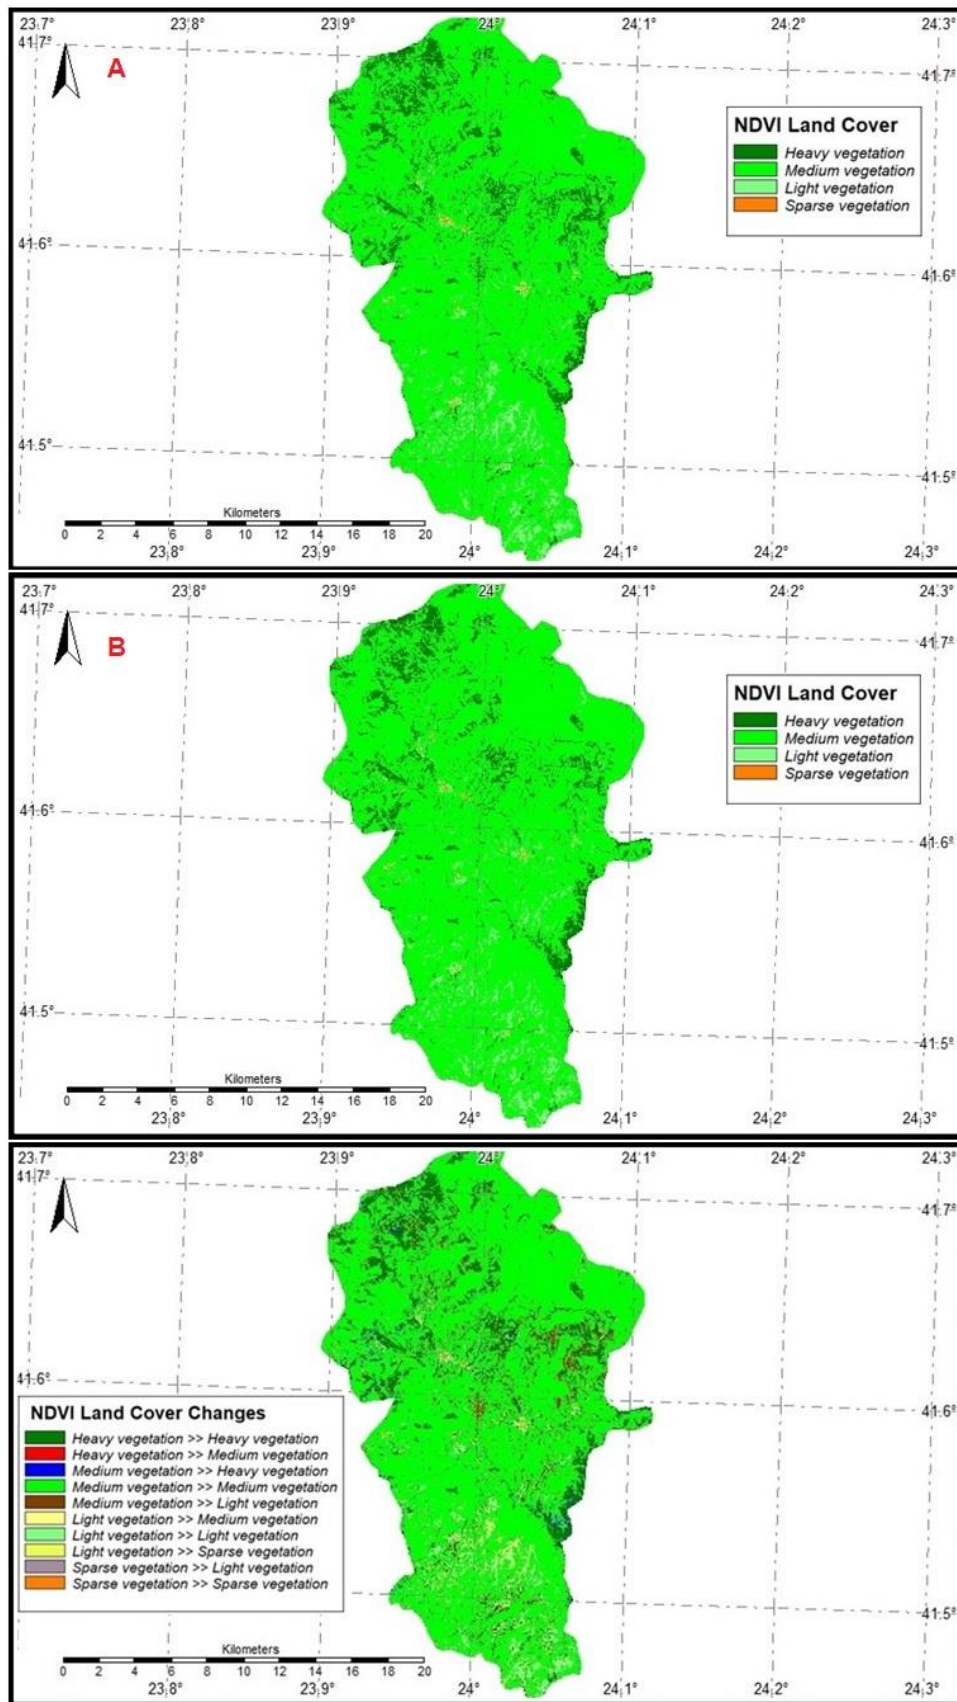 23.7° 23.8° 23.9° 24° 24.1° 24.2° 24.3°
41.7° A 41.7°
NDVI Land Cover
Heavy vegetation
Medium vegetation
Light vegetation
Sparse vegetation
41.6° 41.6°
41.5° 41.5°
Kilometers
0 2 4 6 8 10 12 14 16 18 20
23.8° 23.9° 24° 24.1° 24.2° 24.3°
23.7° 23.8° 23.9° 24° 24.1° 24.2° 24.3°
41.7° B 41.7°
NDVI Land Cover
Heavy vegetation
Medium vegetation
Light vegetation
Sparse vegetation
41.6° 41.6°
41.5° 41.5°
Kilometers
0 2 4 6 8 10 12 14 16 18 20
23.8° 23.9° 24° 24.1° 24.2° 24.3°
23.7° 23.8° 23.9° 24° 24.1° 24.2° 24.3°
41.7° 41.7°
41.6° 41.6°
NDVI Land Cover Changes
Heavy vegetation >> Heavy vegetation
Heavy vegetation >> Medium vegetation
Medium vegetation >> Heavy vegetation
Medium vegetation >> Medium vegetation
Medium vegetation >> Light vegetation
Light vegetation >> Medium vegetation
Light vegetation >> Light vegetation
Light vegetation >> Sparse vegetation
Sparse vegetation >> Light vegetation
Sparse vegetation >> Sparse vegetation
41.5°
Kilometers
0 2 4 6 8 10 12 14 16 18 20
23.8° 23.9° 24° 24.1° 24.2° 24.3°